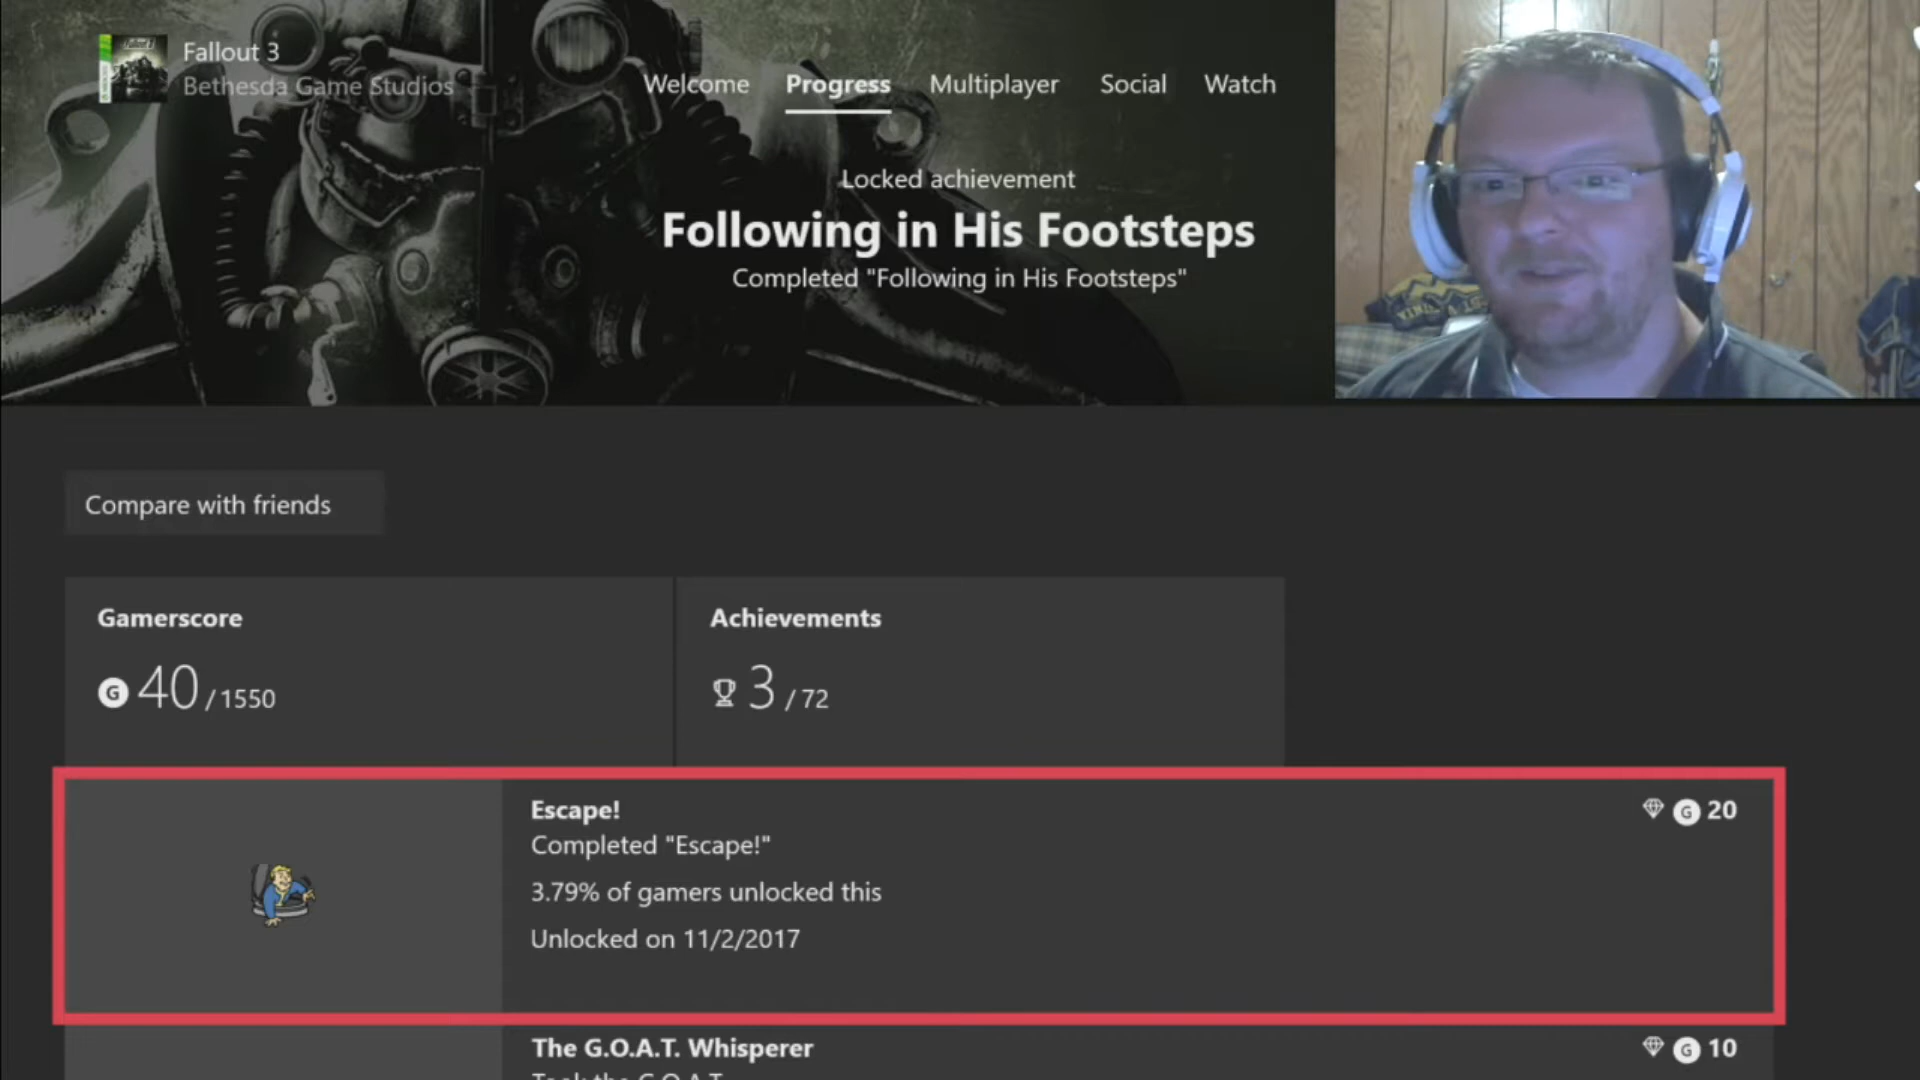 Fallout 3
Bethesda Game Studios
Welcome Progress Multiplayer Social Watch
Locked achievement
Following in His Footsteps
Completed "Following in His Footsteps"
Compare with friends
Gamerscore
G 40 / 1550
Achievements
3 / 72
Escape!
G 20
Completed "Escape!"
3.79% of gamers unlocked this
Unlocked on 11/2/2017
The G.O.A.T. Whisperer
G 10
Took the G.O.A.T.